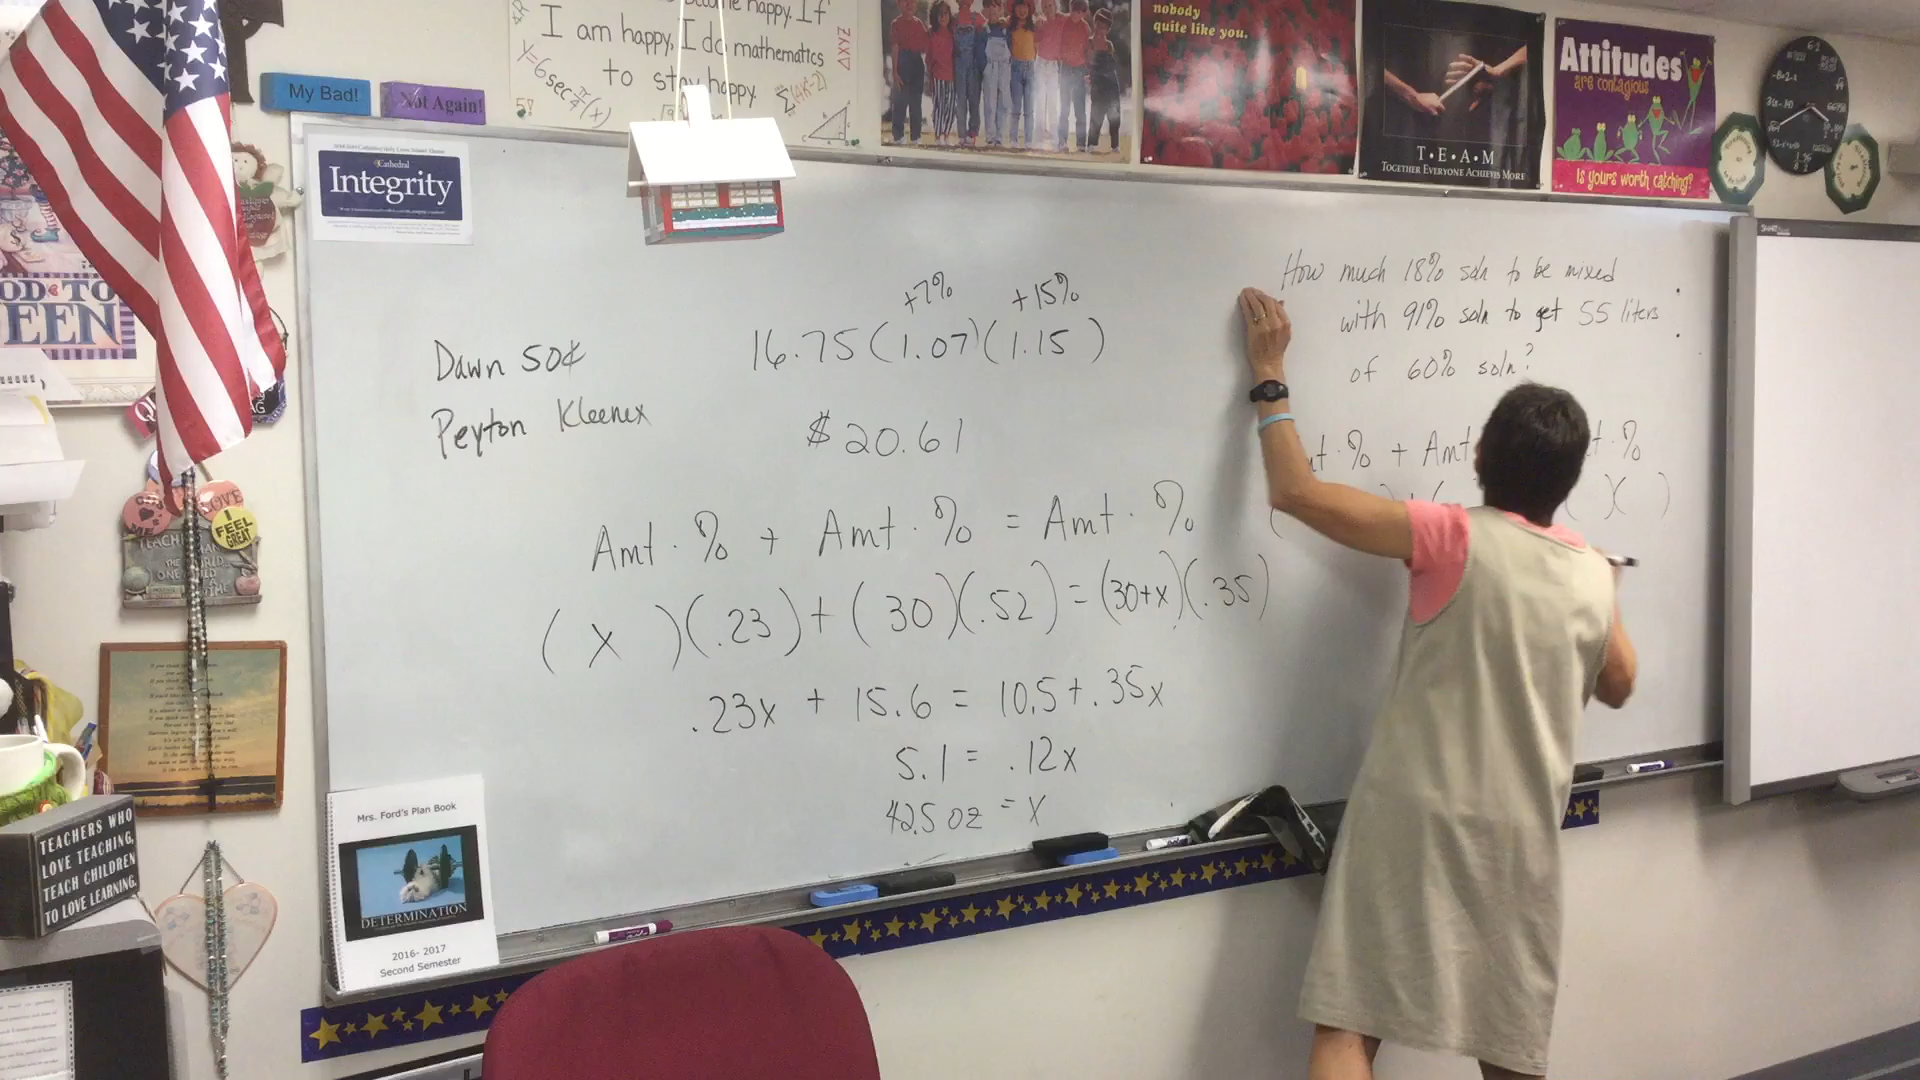 My Bad!
Not Again!
become happy. If
I am happy, I do mathematics
to stay happy.
ΔXYZ
5!
nobody
quite like you.
T•E•A•M
TOGETHER EVERYONE ACHIEVES MORE
Attitudes
are contagious
Is yours worth catching?
Cathedral
Integrity
SMART
EEN
LOVE
ME
I
FEEL
GREAT
Dawn 50¢
Peyton Kleenex
+7% +15%
16.75(1.07)(1.15)
$20.61
Amt · % + Amt · % = Amt · %
(x)(.23) + (30)(.52) = (30+x)(.35)
.23x + 15.6 = 10.5 + .35x
5.1 = .12x
42.5 oz = x
How much 18% soln to be mixed
with 91% soln to get 55 liters
of 60% soln?
· % + Amt · %
( )( )
Mrs. Ford's Plan Book
DETERMINATION
2016- 2017
Second Semester
TEACHERS WHO
LOVE TEACHING,
TEACH CHILDREN
TO LOVE LEARNING.